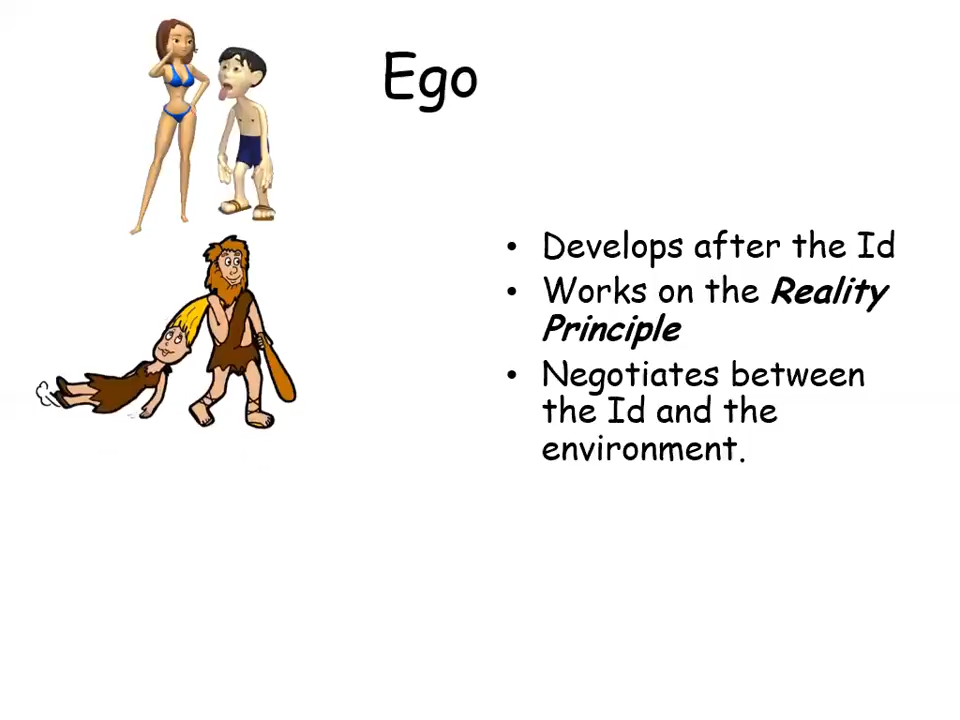 Ego
• Develops after the Id
• Works on the Reality
Principle
• Negotiates between
the Id and the
environment.